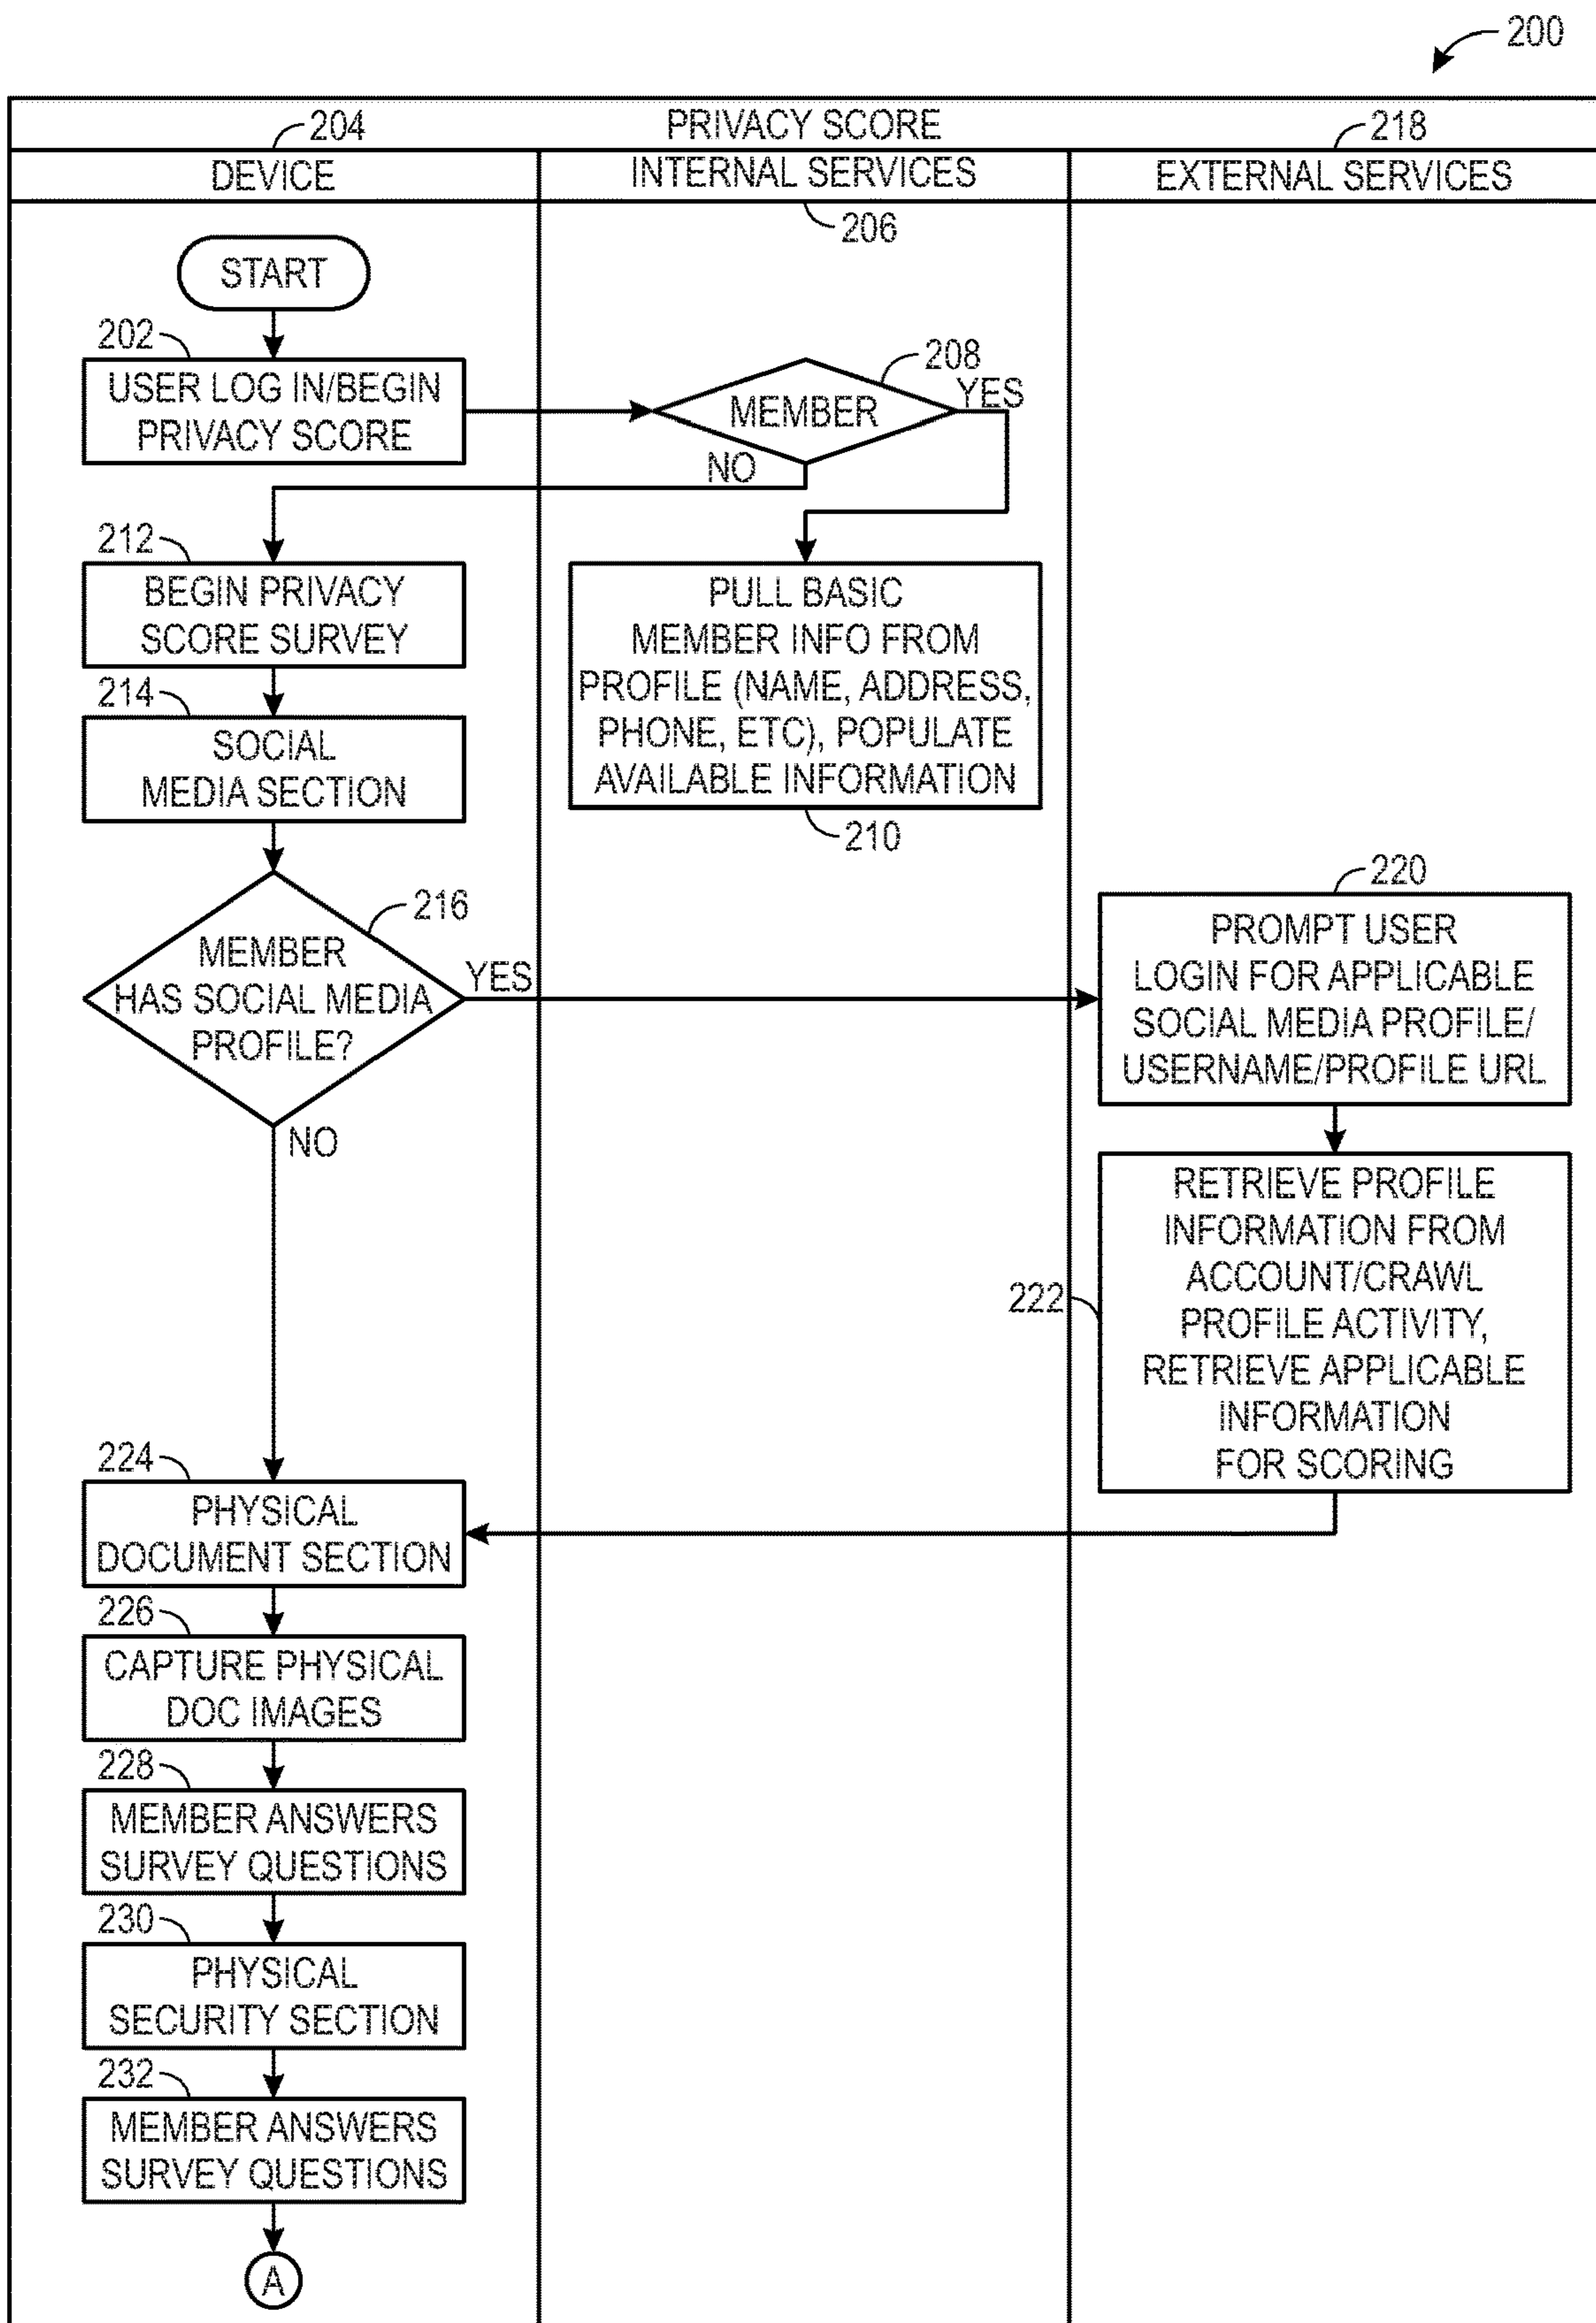 200
PRIVACY SCORE
204
218
DEVICE
INTERNAL SERVICES
EXTERNAL SERVICES
206
START
202
USER LOG IN/BEGIN
PRIVACY SCORE
208
MEMBER
YES
NO
212
BEGIN PRIVACY
SCORE SURVEY
PULL BASIC
MEMBER INFO FROM
PROFILE (NAME, ADDRESS,
PHONE, ETC), POPULATE
AVAILABLE INFORMATION
210
214
SOCIAL
MEDIA SECTION
216
MEMBER
HAS SOCIAL MEDIA
PROFILE?
YES
NO
220
PROMPT USER
LOGIN FOR APPLICABLE
SOCIAL MEDIA PROFILE/
USERNAME/PROFILE URL
222
RETRIEVE PROFILE
INFORMATION FROM
ACCOUNT/CRAWL
PROFILE ACTIVITY,
RETRIEVE APPLICABLE
INFORMATION
FOR SCORING
224
PHYSICAL
DOCUMENT SECTION
226
CAPTURE PHYSICAL
DOC IMAGES
228
MEMBER ANSWERS
SURVEY QUESTIONS
230
PHYSICAL
SECURITY SECTION
232
MEMBER ANSWERS
SURVEY QUESTIONS
A